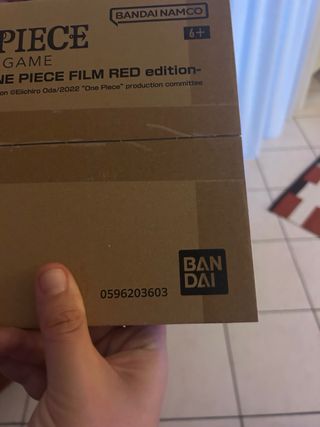 PIECE
BANDAI NAMCO
GAME
6+
NE PIECE FILM RED edition-
on ©Eiichiro Oda/2022 "One Piece" production committee
0596203603
BAN
DAI